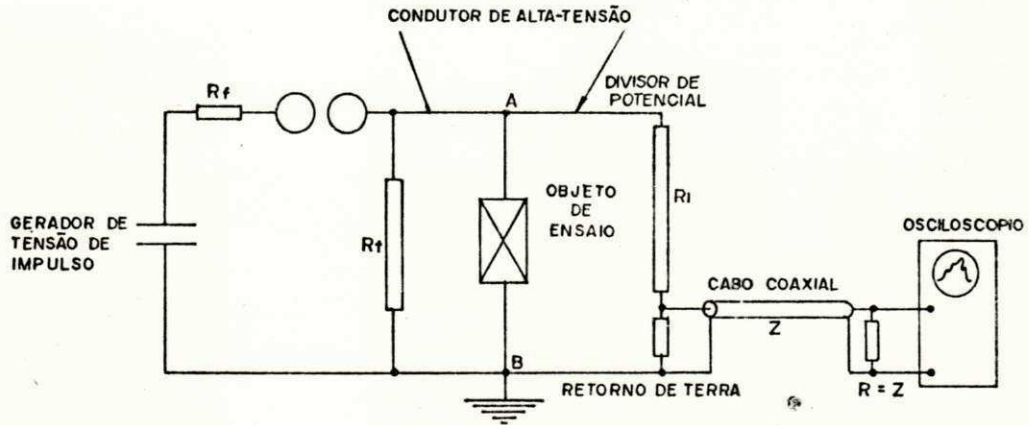 CONDUTOR DE ALTA-TENSÃO
Rf
A
DIVISOR DE
POTENCIAL
GERADOR DE
TENSÃO DE
IMPULSO
Rt
OBJETO
DE
ENSAIO
R1
OSCILOSCOPIO
CABO COAXIAL
Z
B
RETORNO DE TERRA
R = Z